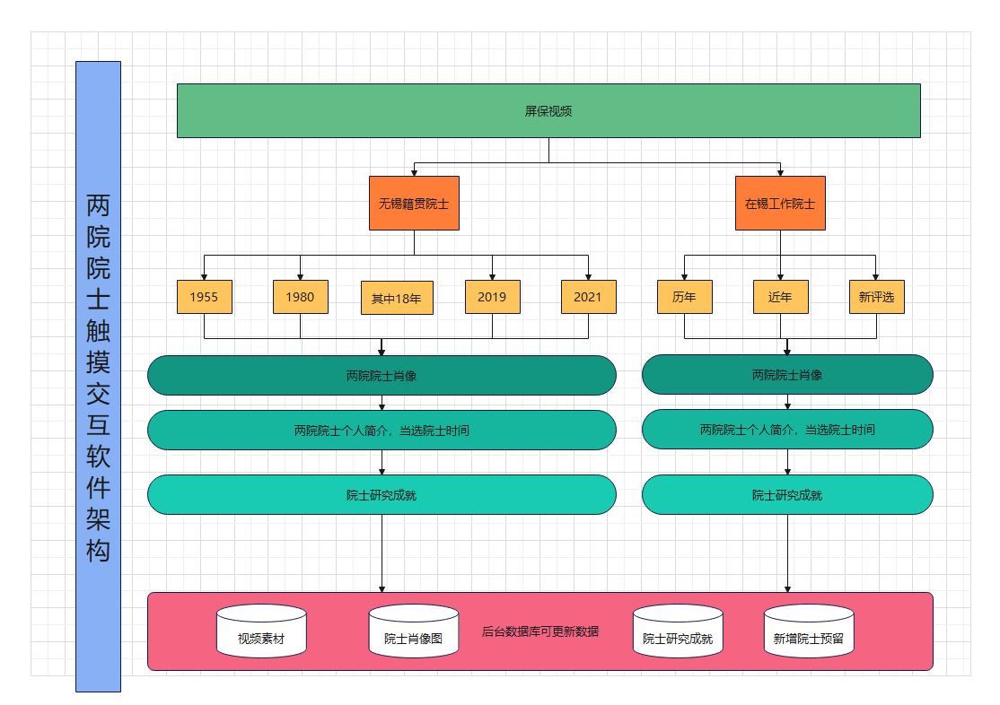 两院院士触摸交互软件架构
屏保视频
无锡籍贯院士
在锡工作院士
1955
1980
其中18年
2019
2021
历年
近年
新评选
两院院士肖像
两院院士肖像
两院院士个人简介，当选院士时间
两院院士个人简介，当选院士时间
院士研究成就
院士研究成就
视频素材
院士肖像图
后台数据库可更新数据
院士研究成就
新增院士预留